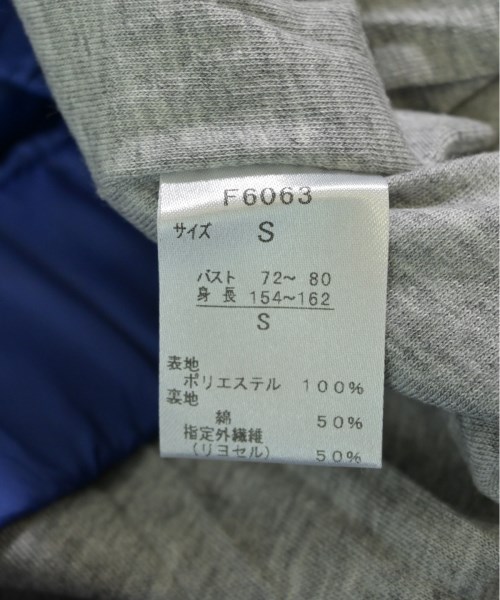 F6063
サイズ S
バスト 72〜 80
身長 154〜162
S
表地
ポリエステル 100%
裏地
綿 50%
指定外繊維
(リヨセル) 50%